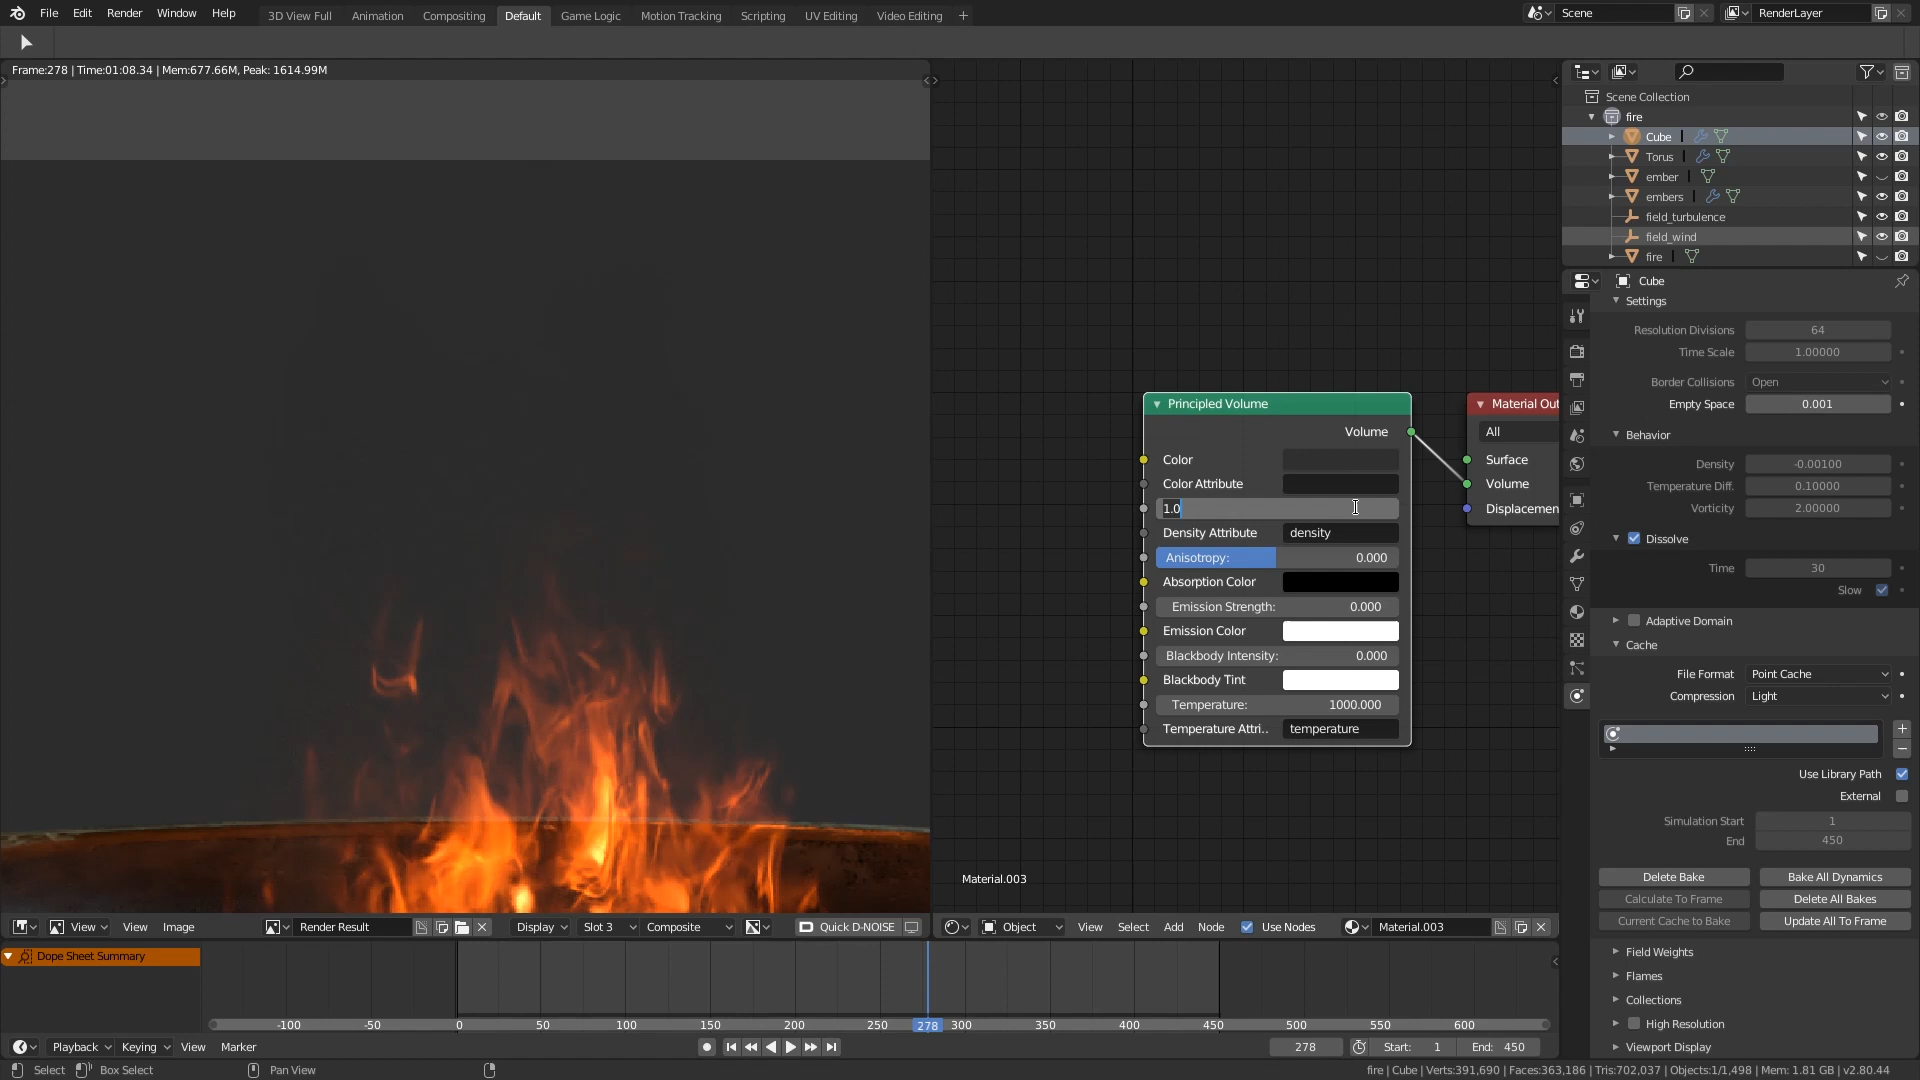 File Edit Render Window Help 3D View Full Animation Compositing Default Game Logic Motion Tracking Scripting UV Editing Video Editing + Scene RenderLayer
Frame:278 | Time:01:08.34 | Mem:677.66M, Peak: 1614.99M
Scene Collection
fire
Cube
Torus
ember
embers
field_turbulence
field_wind
fire
Cube
Settings
Resolution Divisions 64
Time Scale 1.00000
Border Collisions Open
Empty Space 0.001
Behavior
Density -0.00100
Temperature Diff. 0.10000
Vorticity 2.00000
Dissolve
Time 30
Slow
Adaptive Domain
Cache
File Format Point Cache
Compression Light
Use Library Path
External
Simulation Start 1
End 450
Delete Bake Bake All Dynamics
Calculate To Frame Delete All Bakes
Current Cache to Bake Update All To Frame
Field Weights
Flames
Collections
High Resolution
Viewport Display
Principled Volume
Volume
Color
Color Attribute
1.0
Density Attribute density
Anisotropy: 0.000
Absorption Color
Emission Strength: 0.000
Emission Color
Blackbody Intensity: 0.000
Blackbody Tint
Temperature: 1000.000
Temperature Attri.. temperature
Material Out
All
Surface
Volume
Displacemen
Material.003
View View Image Render Result Display Slot 3 Composite Quick D-NOISE
Object View Select Add Node Use Nodes Material.003
Dope Sheet Summary
-100 -50 0 50 100 150 200 250 278 300 350 400 450 500 550 600
Playback Keying View Marker 278 Start: 1 End: 450
Select Box Select Pan View fire | Cube | Verts:391,690 | Faces:363,186 | Tris:702,037 | Objects:1/1,498 | Mem: 1.81 GB | v2.80.44